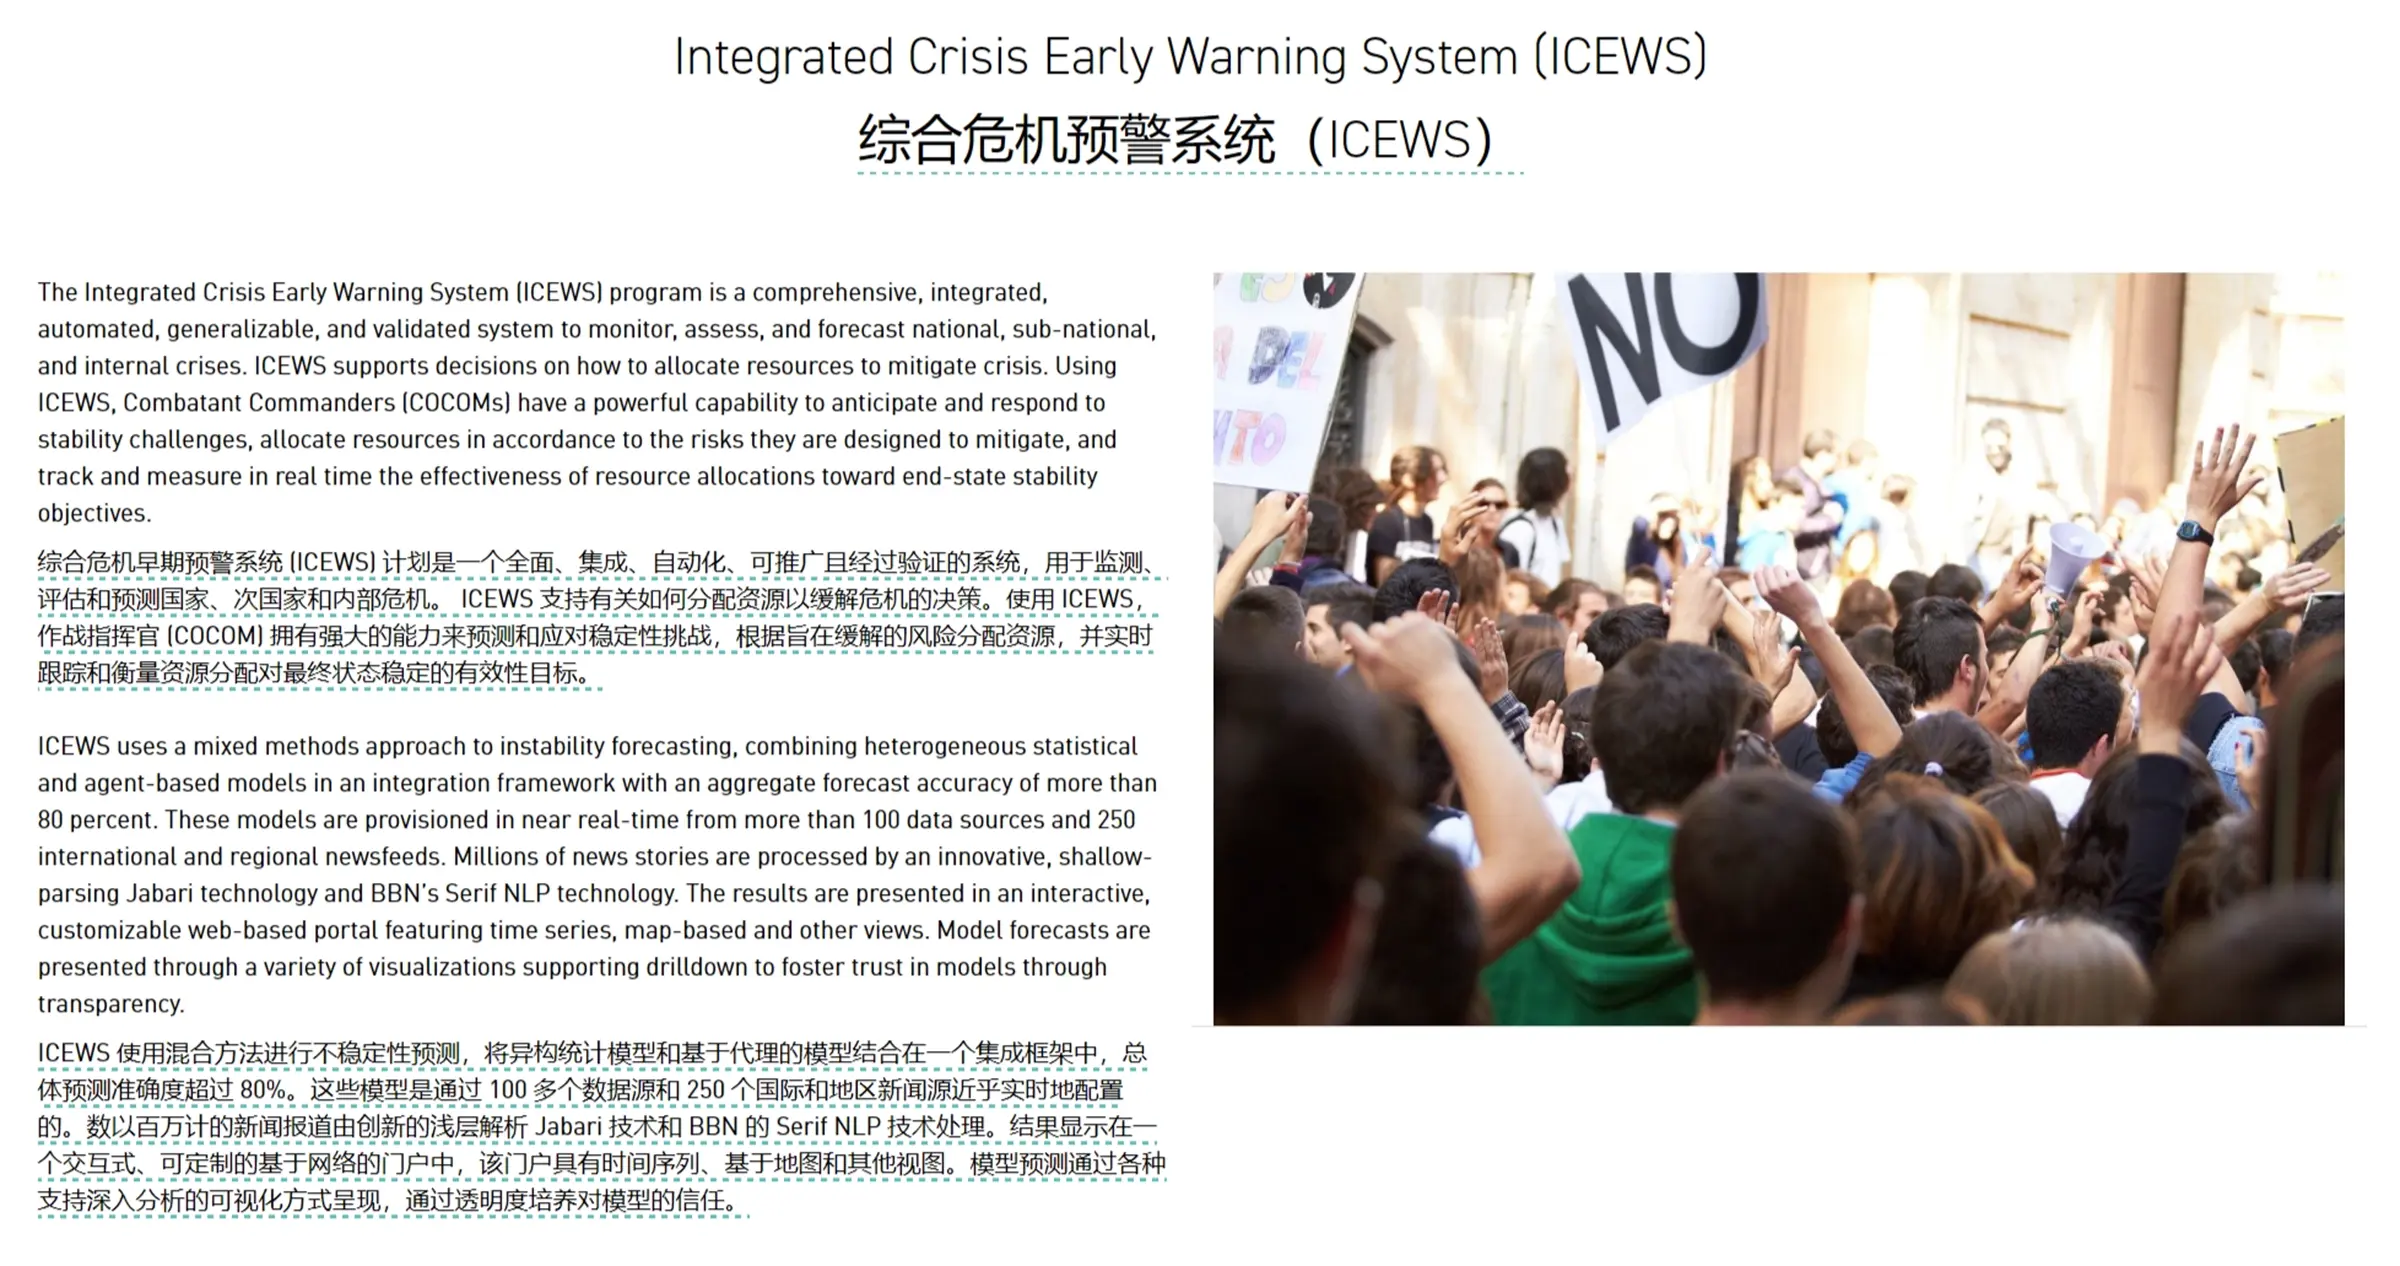 Integrated Crisis Early Warning System (ICEWS)
综合危机预警系统（ICEWS）
The Integrated Crisis Early Warning System (ICEWS) program is a comprehensive, integrated,
automated, generalizable, and validated system to monitor, assess, and forecast national, sub-national,
and internal crises. ICEWS supports decisions on how to allocate resources to mitigate crisis. Using
ICEWS, Combatant Commanders (COCOMs) have a powerful capability to anticipate and respond to
stability challenges, allocate resources in accordance to the risks they are designed to mitigate, and
track and measure in real time the effectiveness of resource allocations toward end-state stability
objectives.
综合危机早期预警系统 (ICEWS) 计划是一个全面、集成、自动化、可推广且经过验证的系统，用于监测、
评估和预测国家、次国家和内部危机。 ICEWS 支持有关如何分配资源以缓解危机的决策。使用 ICEWS，
作战指挥官 (COCOM) 拥有强大的能力来预测和应对稳定性挑战，根据旨在缓解的风险分配资源，并实时
跟踪和衡量资源分配对最终状态稳定的有效性目标。
ICEWS uses a mixed methods approach to instability forecasting, combining heterogeneous statistical
and agent-based models in an integration framework with an aggregate forecast accuracy of more than
80 percent. These models are provisioned in near real-time from more than 100 data sources and 250
international and regional newsfeeds. Millions of news stories are processed by an innovative, shallow-
parsing Jabari technology and BBN’s Serif NLP technology. The results are presented in an interactive,
customizable web-based portal featuring time series, map-based and other views. Model forecasts are
presented through a variety of visualizations supporting drilldown to foster trust in models through
transparency.
ICEWS 使用混合方法进行不稳定性预测，将异构统计模型和基于代理的模型结合在一个集成框架中，总
体预测准确度超过 80%。这些模型是通过 100 多个数据源和 250 个国际和地区新闻源近乎实时地配置
的。数以百万计的新闻报道由创新的浅层解析 Jabari 技术和 BBN 的 Serif NLP 技术处理。结果显示在一
个交互式、可定制的基于网络的门户中，该门户具有时间序列、基于地图和其他视图。模型预测通过各种
支持深入分析的可视化方式呈现，通过透明度培养对模型的信任。
DEL
NO